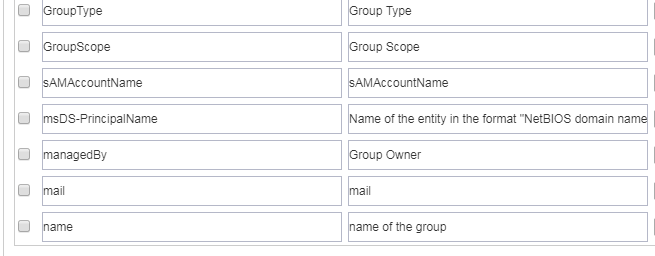 GroupType Group Type
GroupScope Group Scope
sAMAccountName sAMAccountName
msDS-PrincipalName Name of the entity in the format "NetBIOS domain name
managedBy Group Owner
mail mail
name name of the group